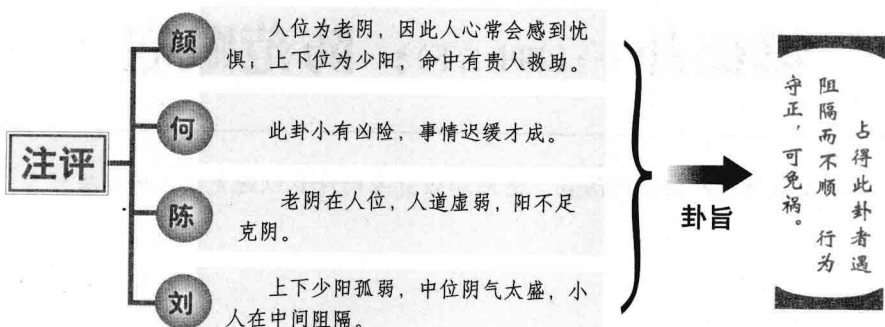 注评
颜
人位为老阴，因此人心常会感到忧
惧，上下位为少阳，命中有贵人救助。
何
此卦小有凶险，事情迟缓才成。
陈
老阴在人位，人道虚弱，阳不足
克阴。
刘
上下少阳孤弱，中位阴气太盛，小
人在中间阻隔。
卦旨
占得此卦者遇
阻隔而不顺 行为
守正，可免祸。